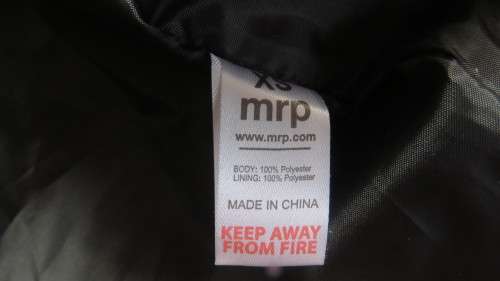 XS
mrp
www.mrp.com
BODY: 100% Polyester
LINING: 100% Polyester
MADE IN CHINA
KEEP AWAY
FROM FIRE